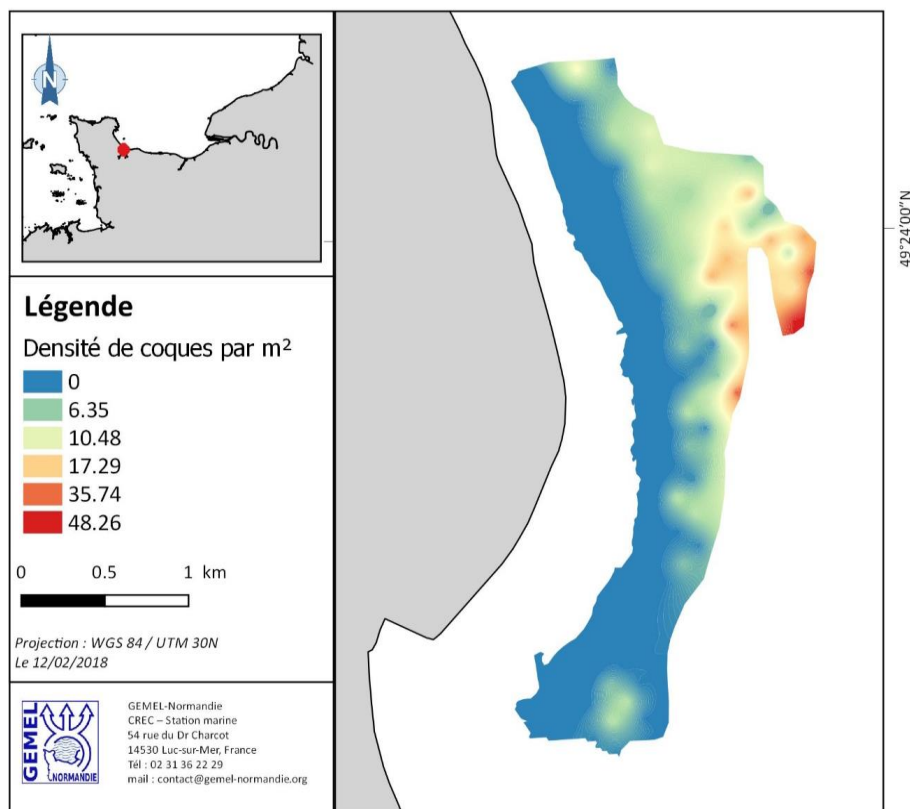 N
Légende
Densité de coques par m²
0
6.35
10.48
17.29
35.74
48.26
0 0.5 1 km
Projection : WGS 84 / UTM 30N
Le 12/02/2018
GEMEL
NORMANDIE
GEMEL-Normandie
CREC – Station marine
54 rue du Dr Charcot
14530 Luc-sur-Mer, France
Tél : 02 31 36 22 29
mail : contact@gemel-normandie.org
49°24'00"N